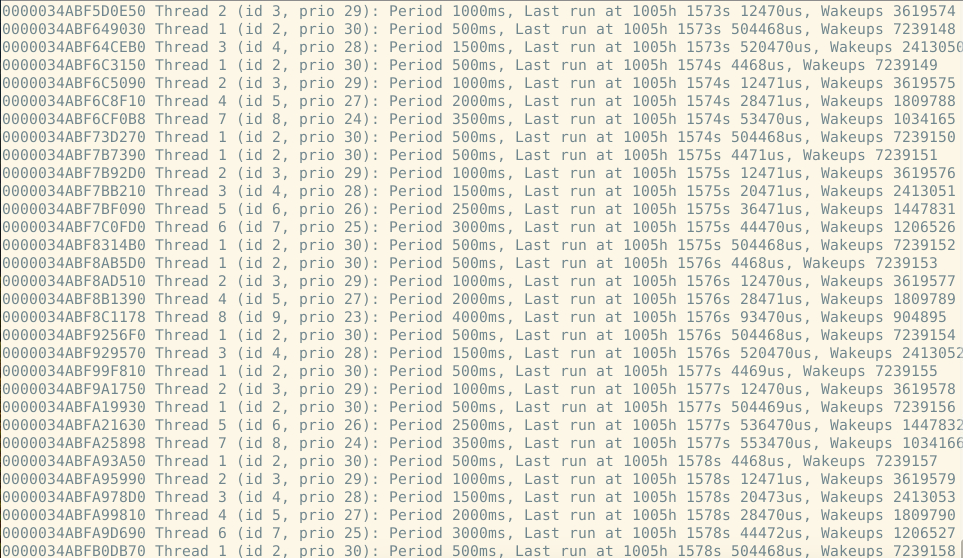 0000034ABF5D0E50 Thread 2 (id 3, prio 29): Period 1000ms, Last run at 1005h 1573s 12470us, Wakeups 3619574
0000034ABF649030 Thread 1 (id 2, prio 30): Period 500ms, Last run at 1005h 1573s 504468us, Wakeups 7239148
0000034ABF64CEB0 Thread 3 (id 4, prio 28): Period 1500ms, Last run at 1005h 1573s 520470us, Wakeups 2413050
0000034ABF6C3150 Thread 1 (id 2, prio 30): Period 500ms, Last run at 1005h 1574s 4468us, Wakeups 7239149
0000034ABF6C5090 Thread 2 (id 3, prio 29): Period 1000ms, Last run at 1005h 1574s 12471us, Wakeups 3619575
0000034ABF6C8F10 Thread 4 (id 5, prio 27): Period 2000ms, Last run at 1005h 1574s 28471us, Wakeups 1809788
0000034ABF6CF0B8 Thread 7 (id 8, prio 24): Period 3500ms, Last run at 1005h 1574s 53470us, Wakeups 1034165
0000034ABF73D270 Thread 1 (id 2, prio 30): Period 500ms, Last run at 1005h 1574s 504468us, Wakeups 7239150
0000034ABF7B7390 Thread 1 (id 2, prio 30): Period 500ms, Last run at 1005h 1575s 4471us, Wakeups 7239151
0000034ABF7B92D0 Thread 2 (id 3, prio 29): Period 1000ms, Last run at 1005h 1575s 12471us, Wakeups 3619576
0000034ABF7BB210 Thread 3 (id 4, prio 28): Period 1500ms, Last run at 1005h 1575s 20471us, Wakeups 2413051
0000034ABF7BF090 Thread 5 (id 6, prio 26): Period 2500ms, Last run at 1005h 1575s 36471us, Wakeups 1447831
0000034ABF7C0FD0 Thread 6 (id 7, prio 25): Period 3000ms, Last run at 1005h 1575s 44470us, Wakeups 1206526
0000034ABF8314B0 Thread 1 (id 2, prio 30): Period 500ms, Last run at 1005h 1575s 504468us, Wakeups 7239152
0000034ABF8AB5D0 Thread 1 (id 2, prio 30): Period 500ms, Last run at 1005h 1576s 4468us, Wakeups 7239153
0000034ABF8AD510 Thread 2 (id 3, prio 29): Period 1000ms, Last run at 1005h 1576s 12470us, Wakeups 3619577
0000034ABF8B1390 Thread 4 (id 5, prio 27): Period 2000ms, Last run at 1005h 1576s 28471us, Wakeups 1809789
0000034ABF8C1178 Thread 8 (id 9, prio 23): Period 4000ms, Last run at 1005h 1576s 93470us, Wakeups 904895
0000034ABF9256F0 Thread 1 (id 2, prio 30): Period 500ms, Last run at 1005h 1576s 504468us, Wakeups 7239154
0000034ABF929570 Thread 3 (id 4, prio 28): Period 1500ms, Last run at 1005h 1576s 520470us, Wakeups 2413052
0000034ABF99F810 Thread 1 (id 2, prio 30): Period 500ms, Last run at 1005h 1577s 4469us, Wakeups 7239155
0000034ABF9A1750 Thread 2 (id 3, prio 29): Period 1000ms, Last run at 1005h 1577s 12470us, Wakeups 3619578
0000034ABFA19930 Thread 1 (id 2, prio 30): Period 500ms, Last run at 1005h 1577s 504469us, Wakeups 7239156
0000034ABFA21630 Thread 5 (id 6, prio 26): Period 2500ms, Last run at 1005h 1577s 536470us, Wakeups 1447832
0000034ABFA25898 Thread 7 (id 8, prio 24): Period 3500ms, Last run at 1005h 1577s 553470us, Wakeups 1034166
0000034ABFA93A50 Thread 1 (id 2, prio 30): Period 500ms, Last run at 1005h 1578s 4468us, Wakeups 7239157
0000034ABFA95990 Thread 2 (id 3, prio 29): Period 1000ms, Last run at 1005h 1578s 12471us, Wakeups 3619579
0000034ABFA978D0 Thread 3 (id 4, prio 28): Period 1500ms, Last run at 1005h 1578s 20473us, Wakeups 2413053
0000034ABFA99810 Thread 4 (id 5, prio 27): Period 2000ms, Last run at 1005h 1578s 28470us, Wakeups 1809790
0000034ABFA9D690 Thread 6 (id 7, prio 25): Period 3000ms, Last run at 1005h 1578s 44472us, Wakeups 1206527
0000034ABFB0DB70 Thread 1 (id 2, prio 30): Period 500ms, Last run at 1005h 1578s 504468us, Wakeups 7239158